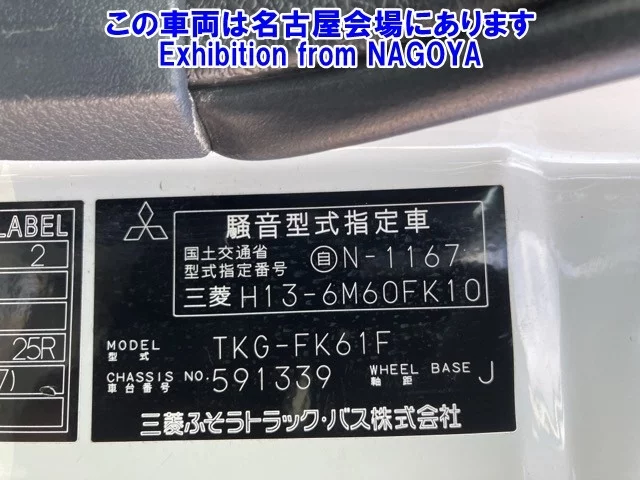 この車両は名古屋会場にあります
Exhibition from NAGOYA
LABEL
2
25R
7)
騒音型式指定車
国土交通省
型式指定番号 自N-1167
三菱 H13-6M60FK10
MODEL
型式 TKG-FK61F
CHASSIS NO.
車台番号 591339
WHEEL BASE
軸距 J
三菱ふそうトラック・バス株式会社